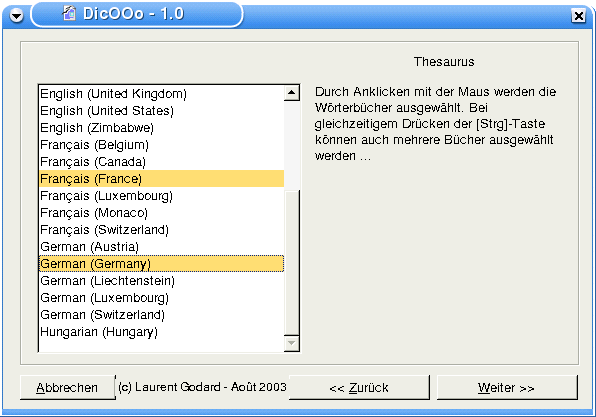 DicOOo - 1.0
Thesaurus
English (United Kingdom)
English (United States)
English (Zimbabwe)
Français (Belgium)
Français (Canada)
Français (France)
Français (Luxembourg)
Français (Monaco)
Français (Switzerland)
German (Austria)
German (Germany)
German (Liechtenstein)
German (Luxembourg)
German (Switzerland)
Hungarian (Hungary)
Durch Anklicken mit der Maus werden die
Wörterbücher ausgewählt. Bei
gleichzeitigem Drücken der [Strg]-Taste
können auch mehrere Bücher ausgewählt
werden ...
Abbrechen
(c) Laurent Godard - Août 2003
<< Zurück
Weiter >>